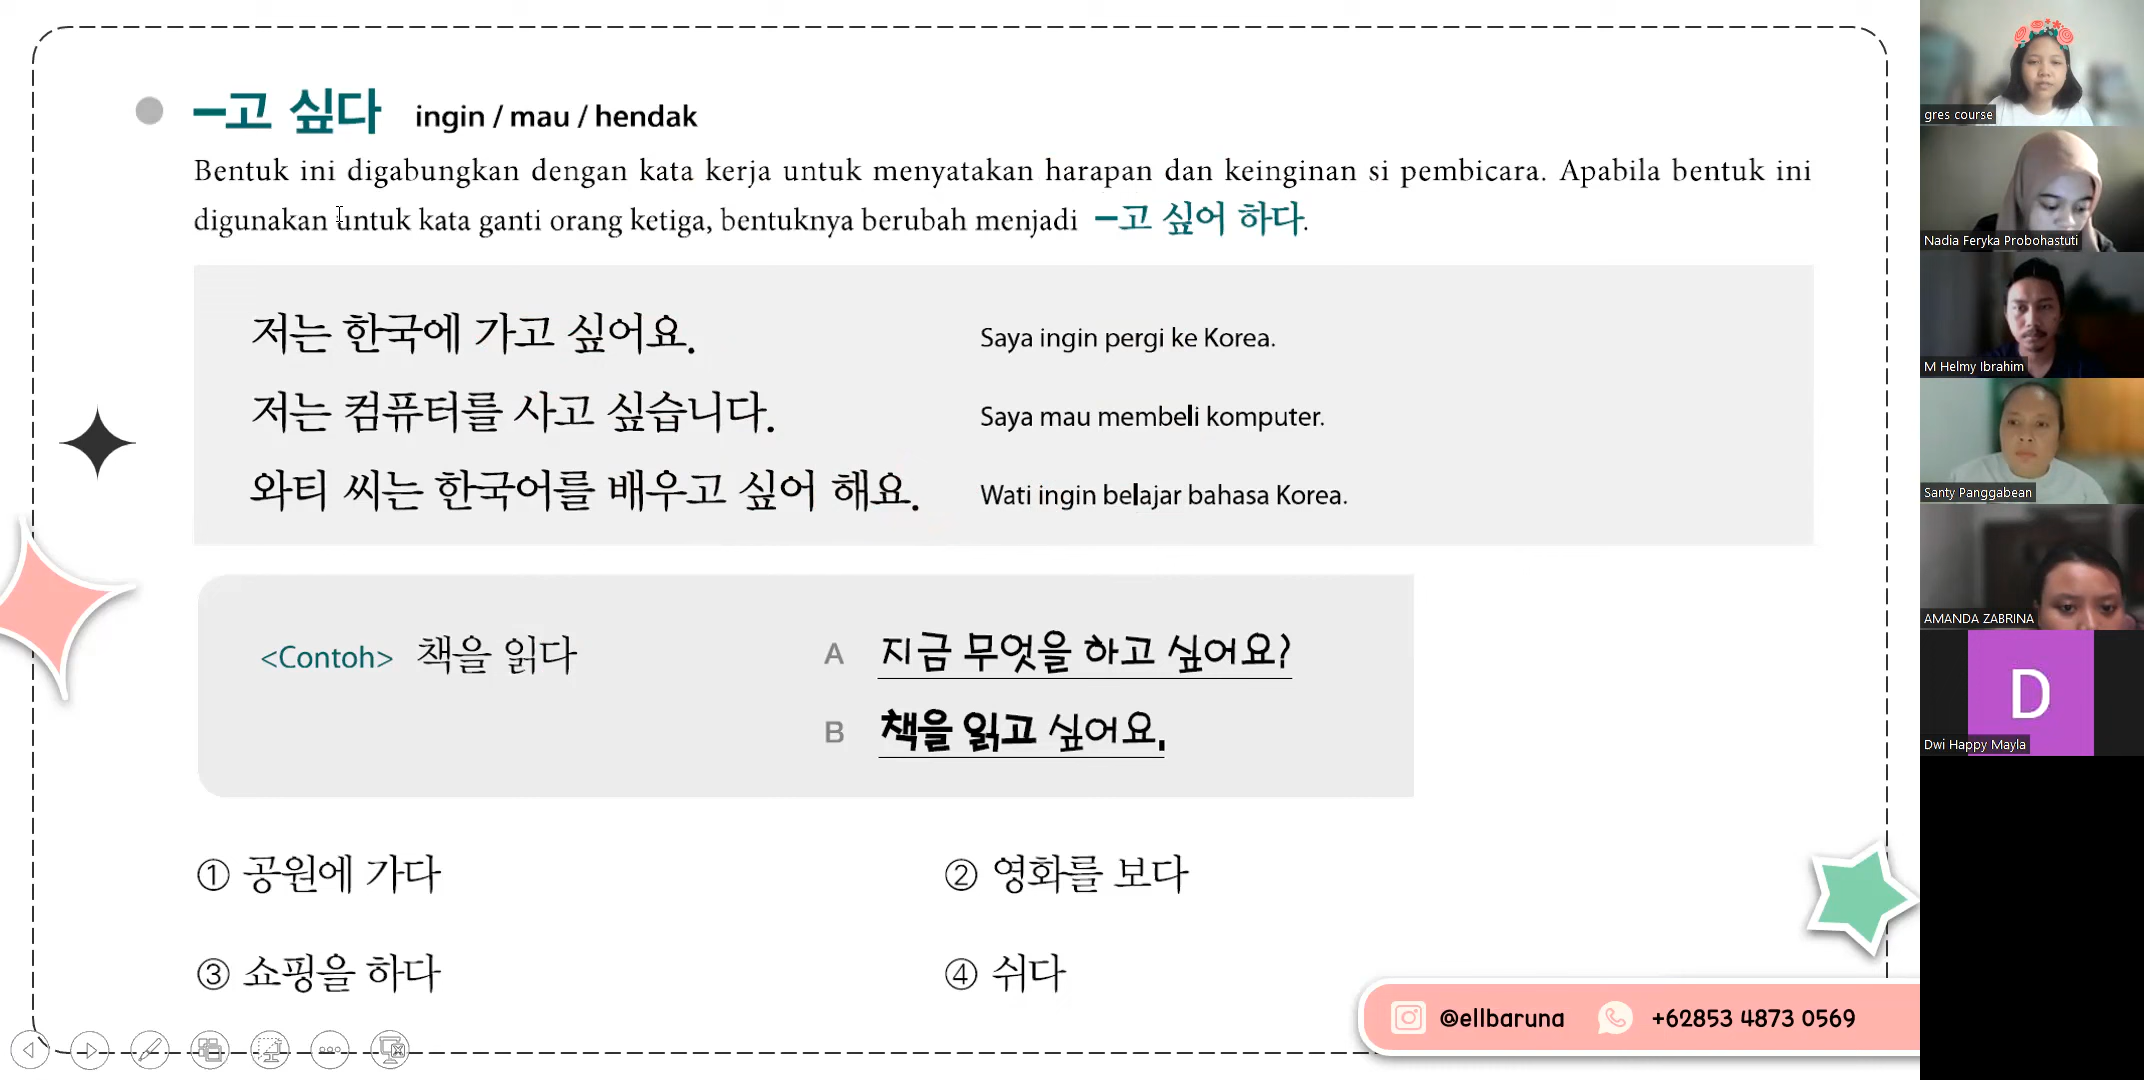 –고 싶다 ingin / mau / hendak
Bentuk ini digabungkan dengan kata kerja untuk menyatakan harapan dan keinginan si pembicara. Apabila bentuk ini
digunakan untuk kata ganti orang ketiga, bentuknya berubah menjadi –고 싶어 하다.
저는 한국에 가고 싶어요. Saya ingin pergi ke Korea.
저는 컴퓨터를 사고 싶습니다. Saya mau membeli komputer.
와티 씨는 한국어를 배우고 싶어 해요. Wati ingin belajar bahasa Korea.
<Contoh> 책을 읽다 A 지금 무엇을 하고 싶어요?
B 책을 읽고 싶어요.
① 공원에 가다 ② 영화를 보다
③ 쇼핑을 하다 ④ 쉬다
@ellbaruna +62853 4873 0569
gres course
Nadia Feryka Probohastuti
M Helmy Ibrahim
Santy Panggabean
AMANDA ZABRINA
D
Dwi Happy Mayla